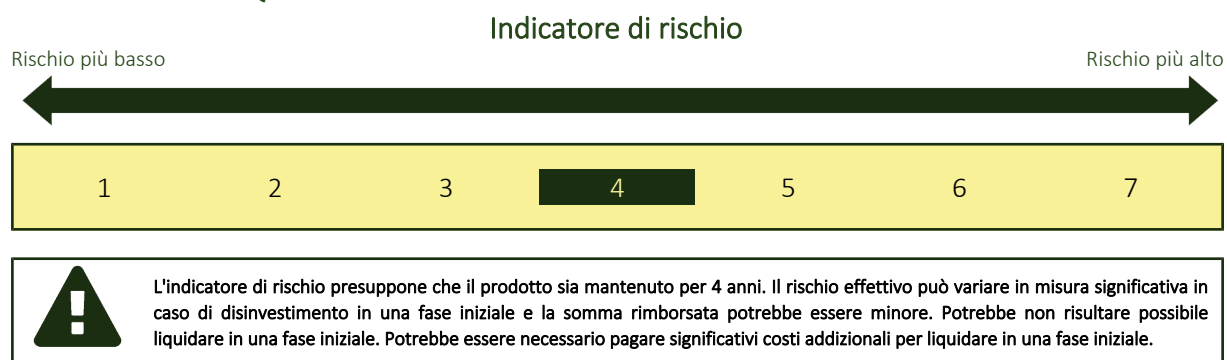 Indicatore di rischio
Rischio più basso
Rischio più alto
1 2 3 4 5 6 7
L'indicatore di rischio presuppone che il prodotto sia mantenuto per 4 anni. Il rischio effettivo può variare in misura significativa in
caso di disinvestimento in una fase iniziale e la somma rimborsata potrebbe essere minore. Potrebbe non risultare possibile
liquidare in una fase iniziale. Potrebbe essere necessario pagare significativi costi addizionali per liquidare in una fase iniziale.